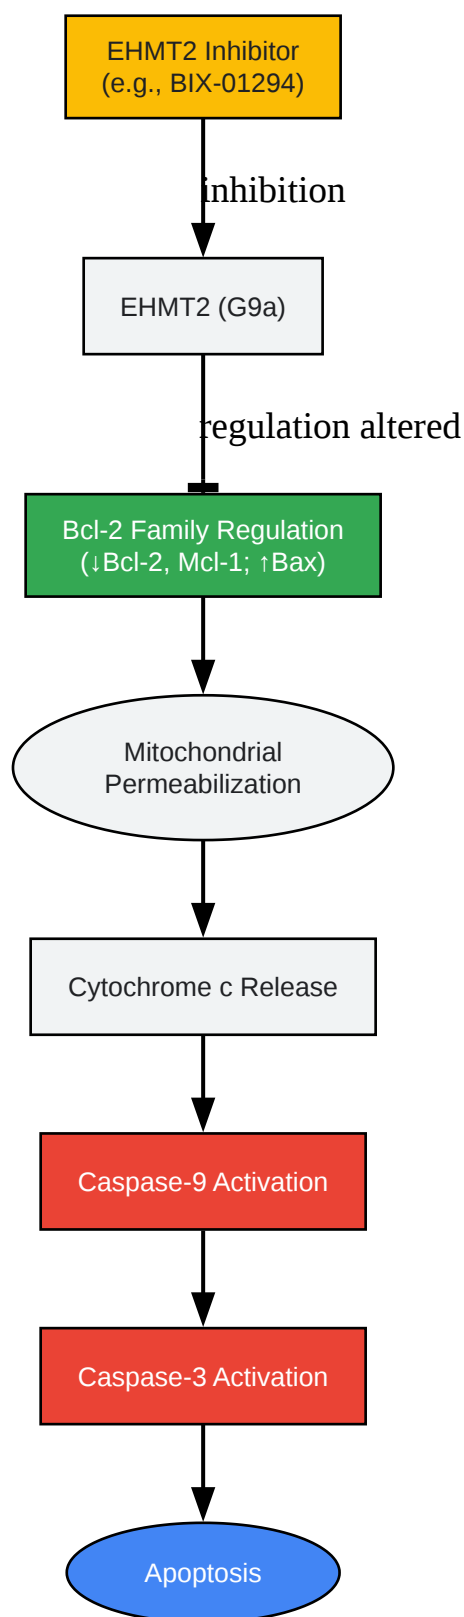 EHMT2 Inhibitor
(e.g., BIX-01294)
inhibition
EHMT2 (G9a)
regulation altered
Bcl-2 Family Regulation
(↓Bcl-2, Mcl-1; ↑Bax)
Mitochondrial
Permeabilization
Cytochrome c Release
Caspase-9 Activation
Caspase-3 Activation
Apoptosis